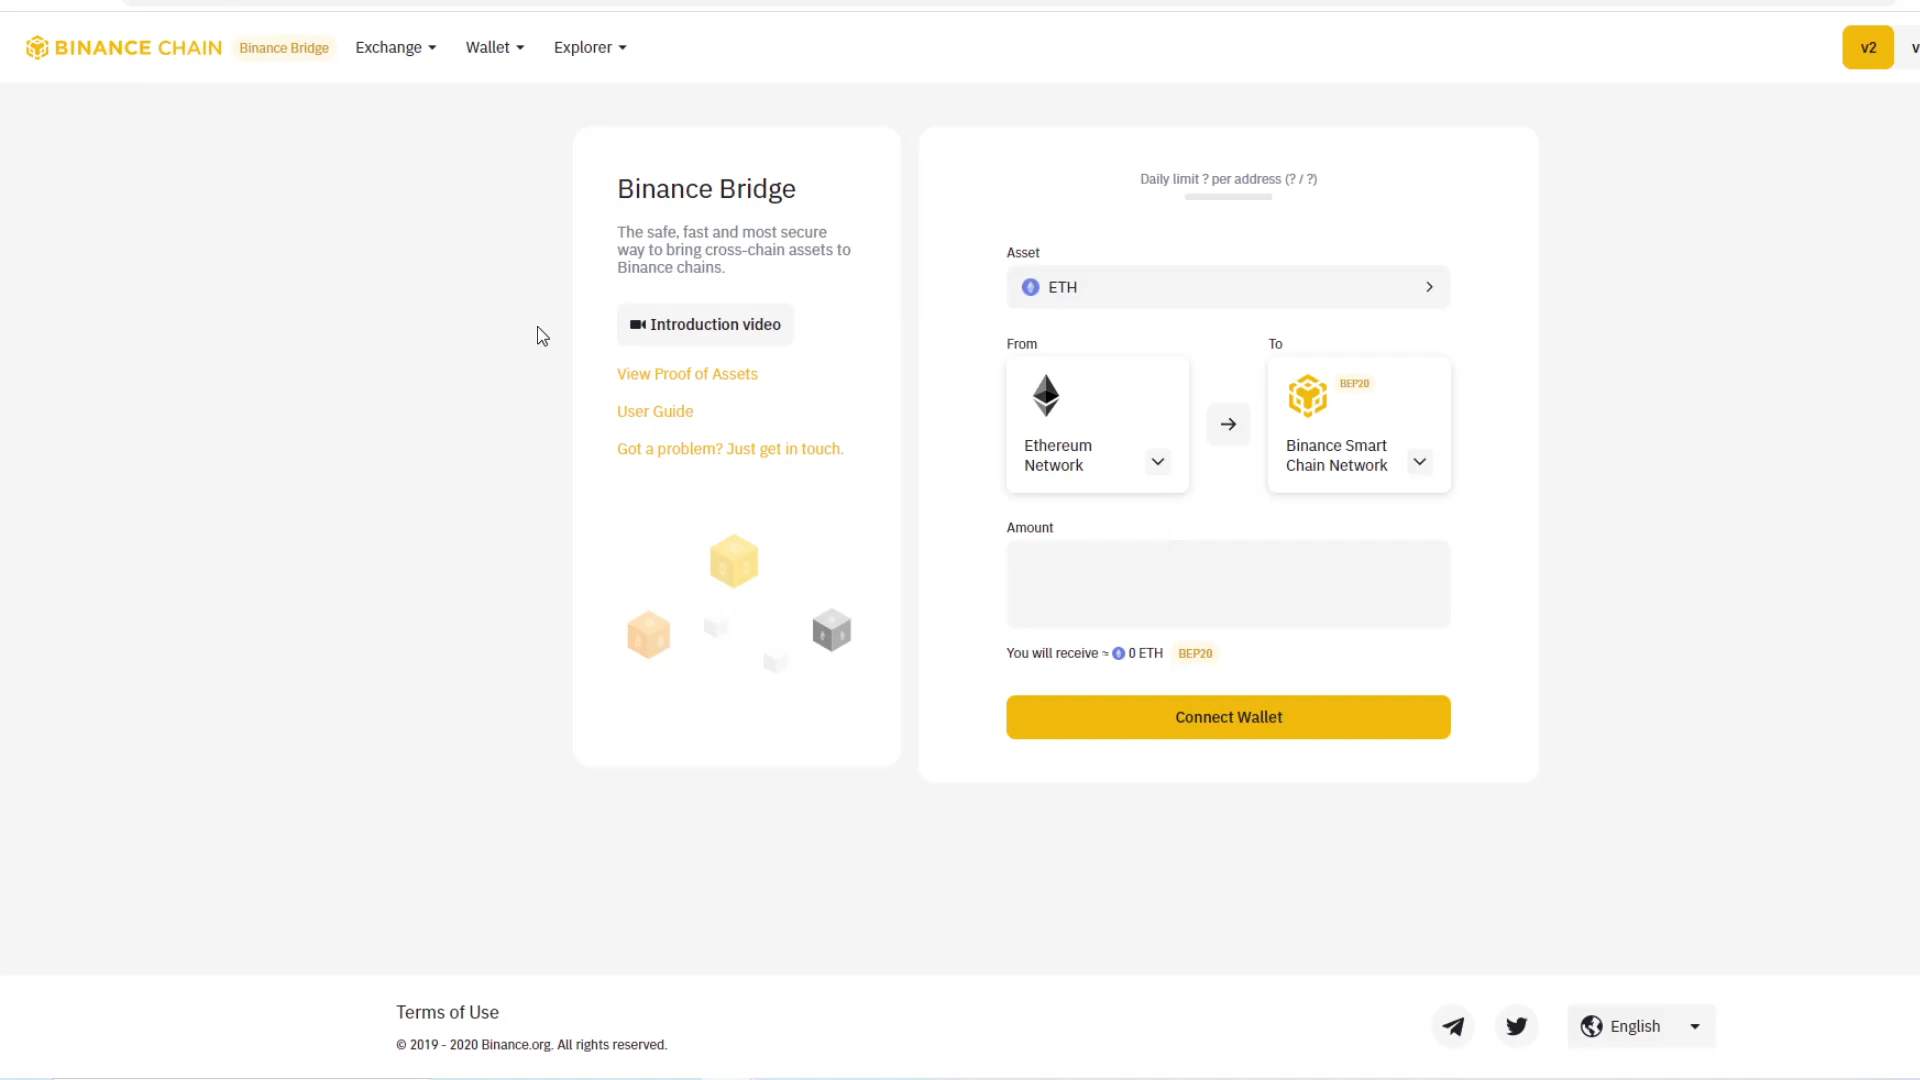 BINANCE CHAIN Binance Bridge Exchange Wallet Explorer v2
Binance Bridge
The safe, fast and most secure
way to bring cross-chain assets to
Binance chains.
Introduction video
View Proof of Assets
User Guide
Got a problem? Just get in touch.
Daily limit ? per address (? / ?)
Asset
ETH
From
Ethereum
Network
To
BEP20
Binance Smart
Chain Network
Amount
You will receive ≈ 0 ETH BEP20
Connect Wallet
Terms of Use
© 2019 - 2020 Binance.org. All rights reserved.
English